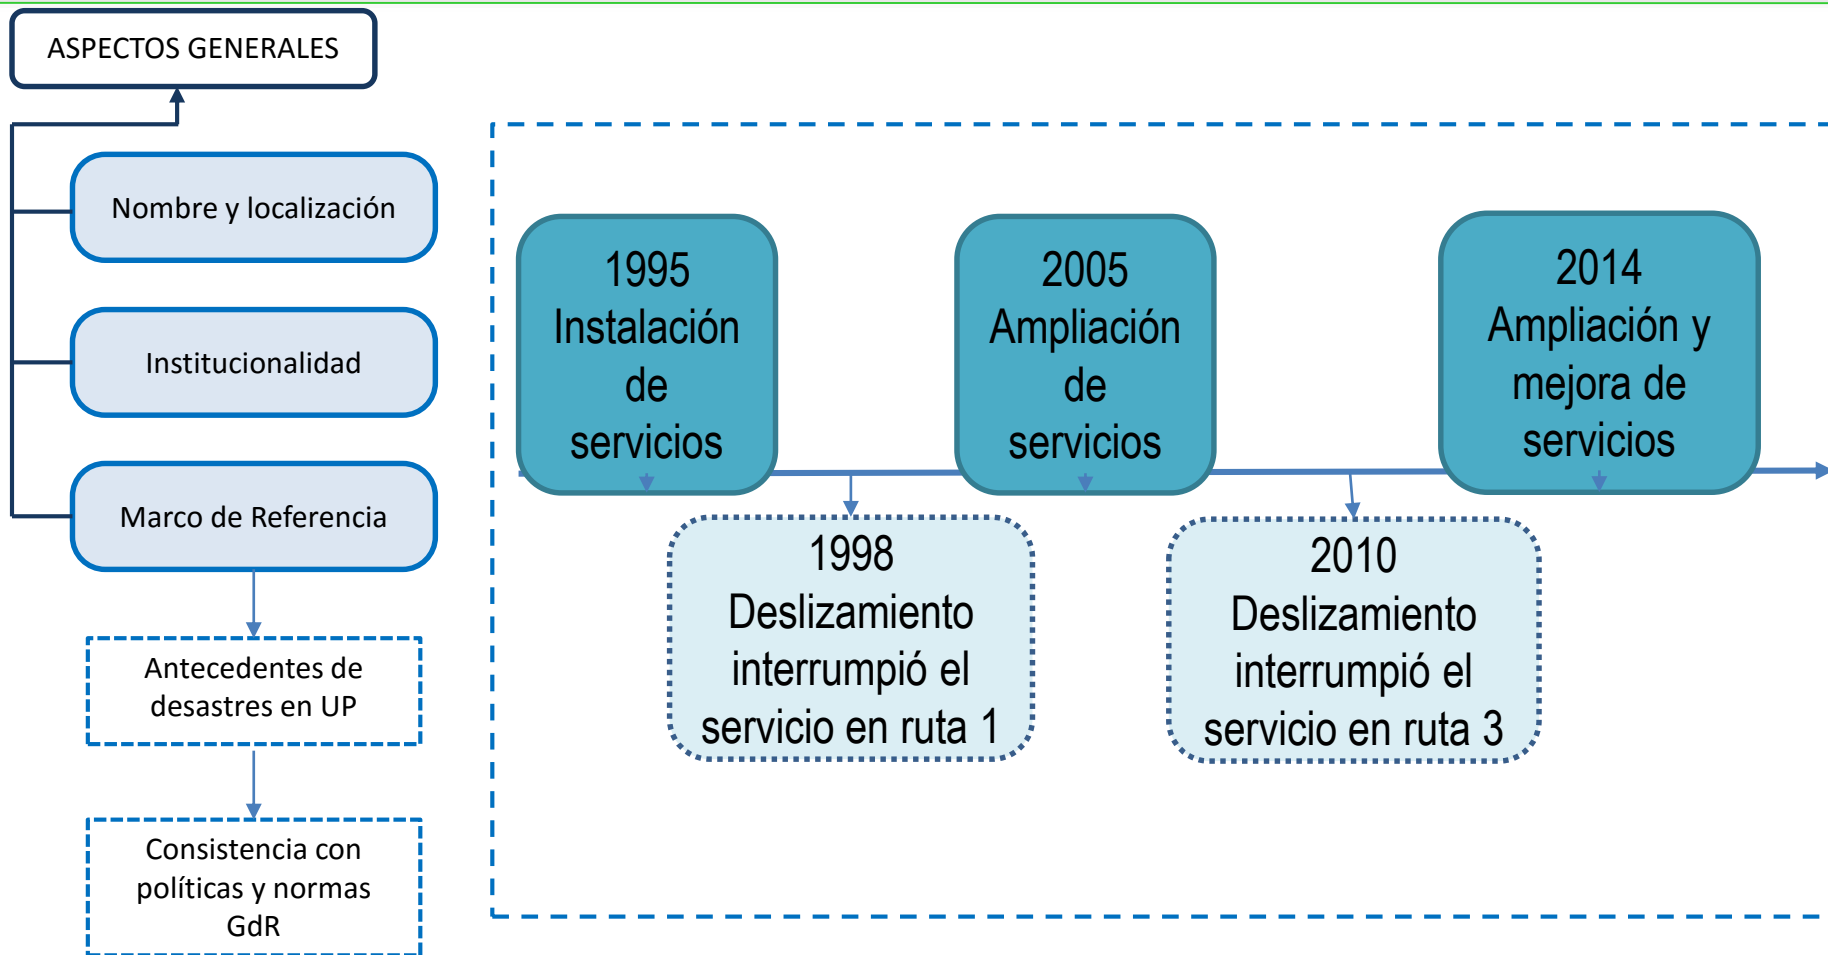 ASPECTOS GENERALES
Nombre y localización
Institucionalidad
Marco de Referencia
Antecedentes de
desastres en UP
Consistencia con
políticas y normas
GdR
1995
Instalación
de
servicios
2005
Ampliación
de
servicios
2014
Ampliación y
mejora de
servicios
1998
Deslizamiento
interrumpió el
servicio en ruta 1
2010
Deslizamiento
interrumpió el
servicio en ruta 3